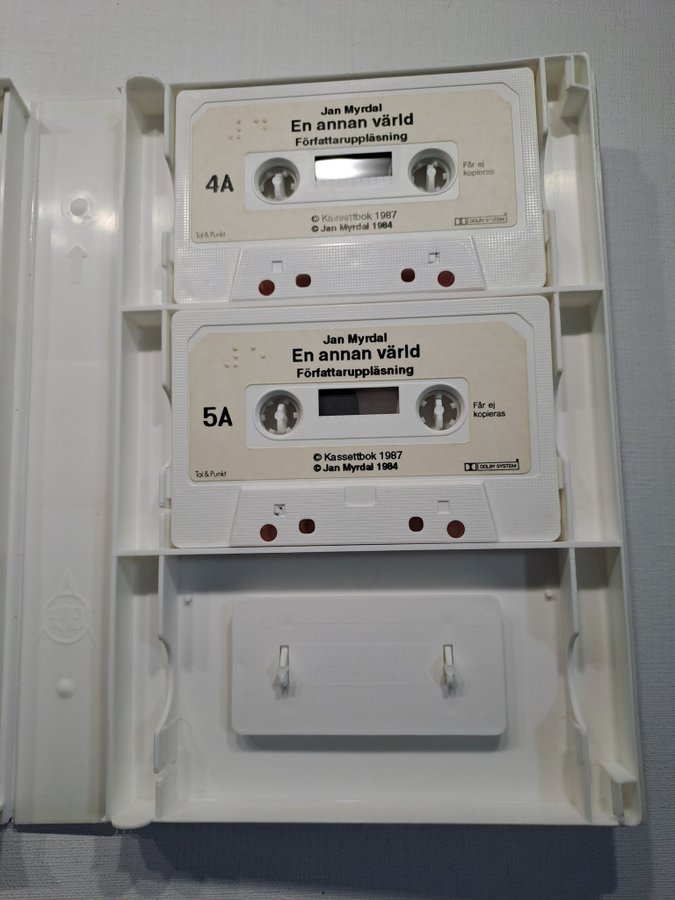 Jan Myrdal
En annan värld
Författaruppläsning
4A
Får ej
kopieras
© Kassettbok 1987
© Jan Myrdal 1984
Tal & Punkt
DOLBY SYSTEM
Jan Myrdal
En annan värld
Författaruppläsning
5A
Får ej
kopieras
© Kassettbok 1987
© Jan Myrdal 1984
Tal & Punkt
DOLBY SYSTEM